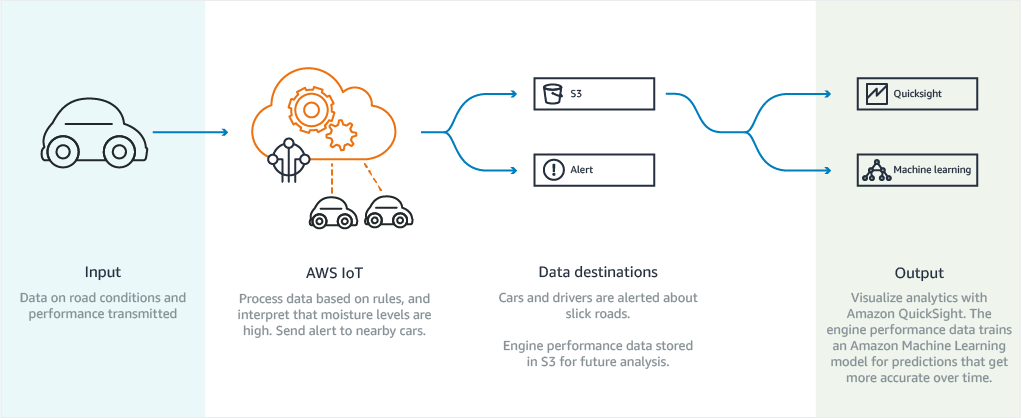 S3
Quicksight
Alert
Machine learning
Input
Data on road conditions and
performance transmitted
AWS IoT
Process data based on rules, and
interpret that moisture levels are
high. Send alert to nearby cars.
Data destinations
Cars and drivers are alerted about
slick roads.
Engine performance data stored
in S3 for future analysis.
Output
Visualize analytics with
Amazon QuickSight. The
engine performance data trains
an Amazon Machine Learning
model for predictions that get
more accurate over time.